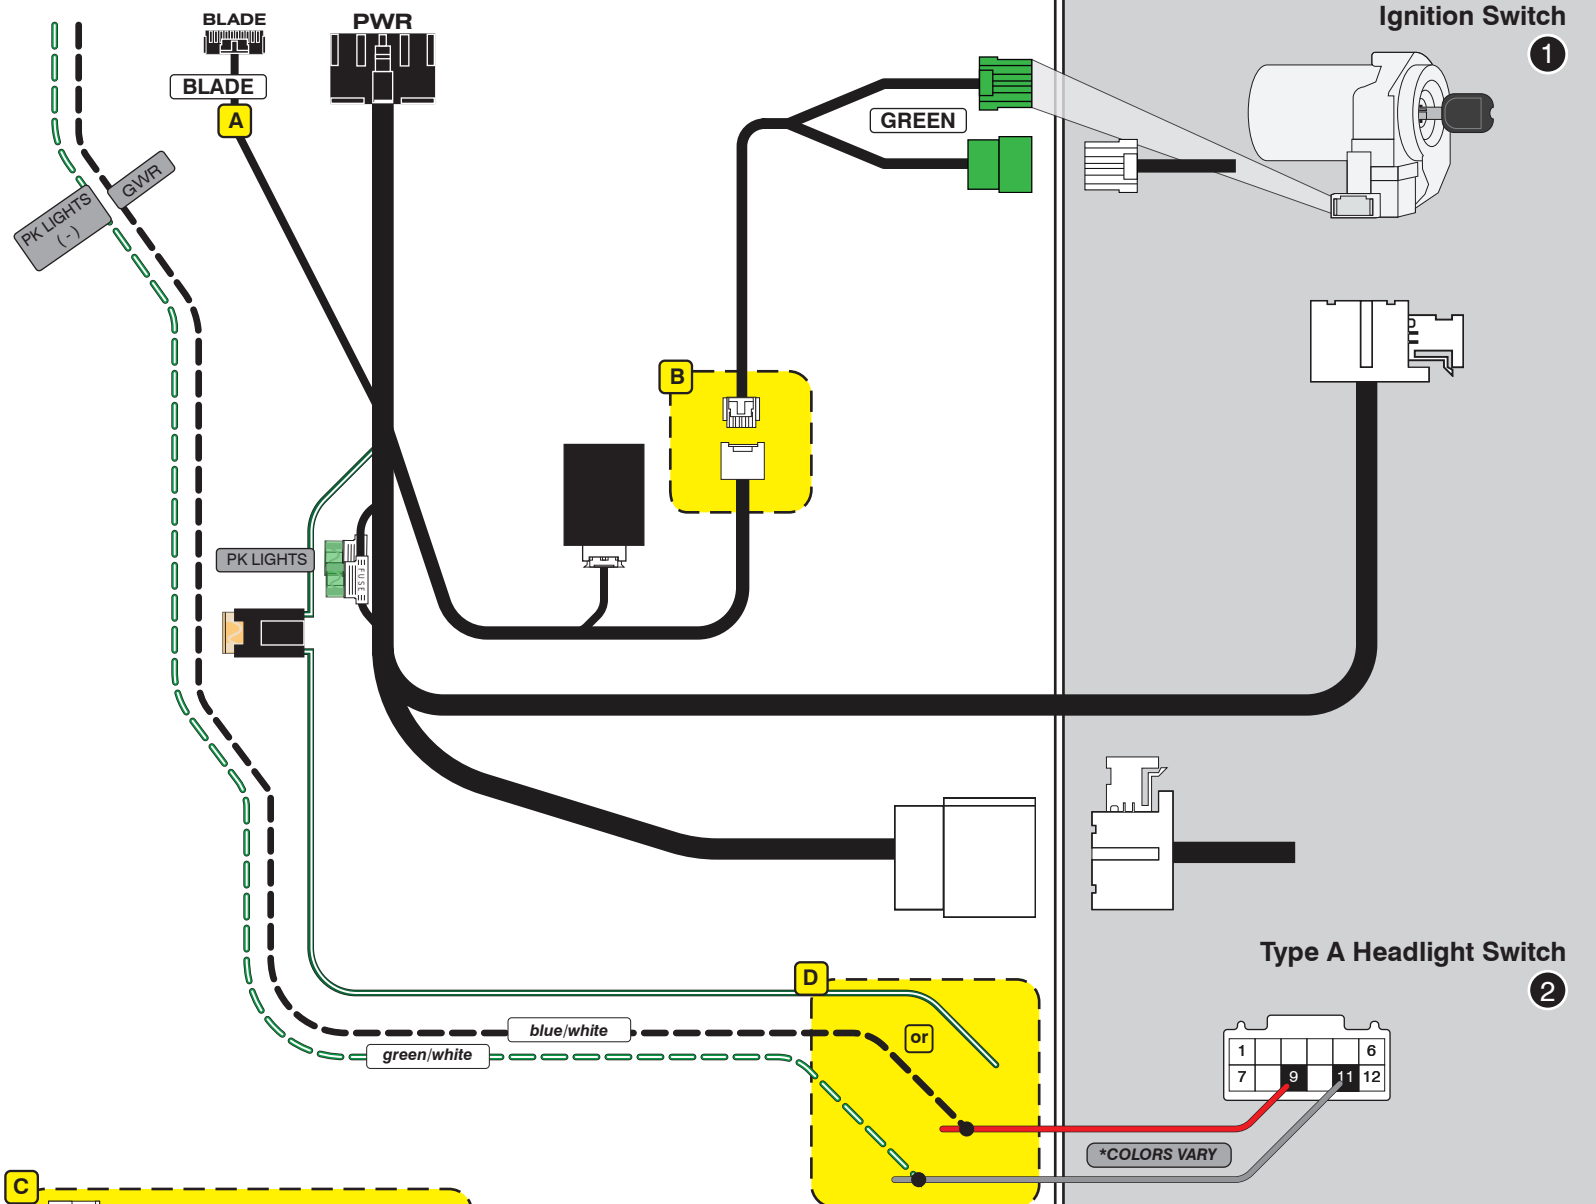 BLADE
PWR
Ignition Switch
1
BLADE
A
GREEN
GWR
PK LIGHTS
( - )
B
PK LIGHTS
FUSE
Type A Headlight Switch
2
D
blue/white
or
green/white
1
6
7
9
11
12
*COLORS VARY
C